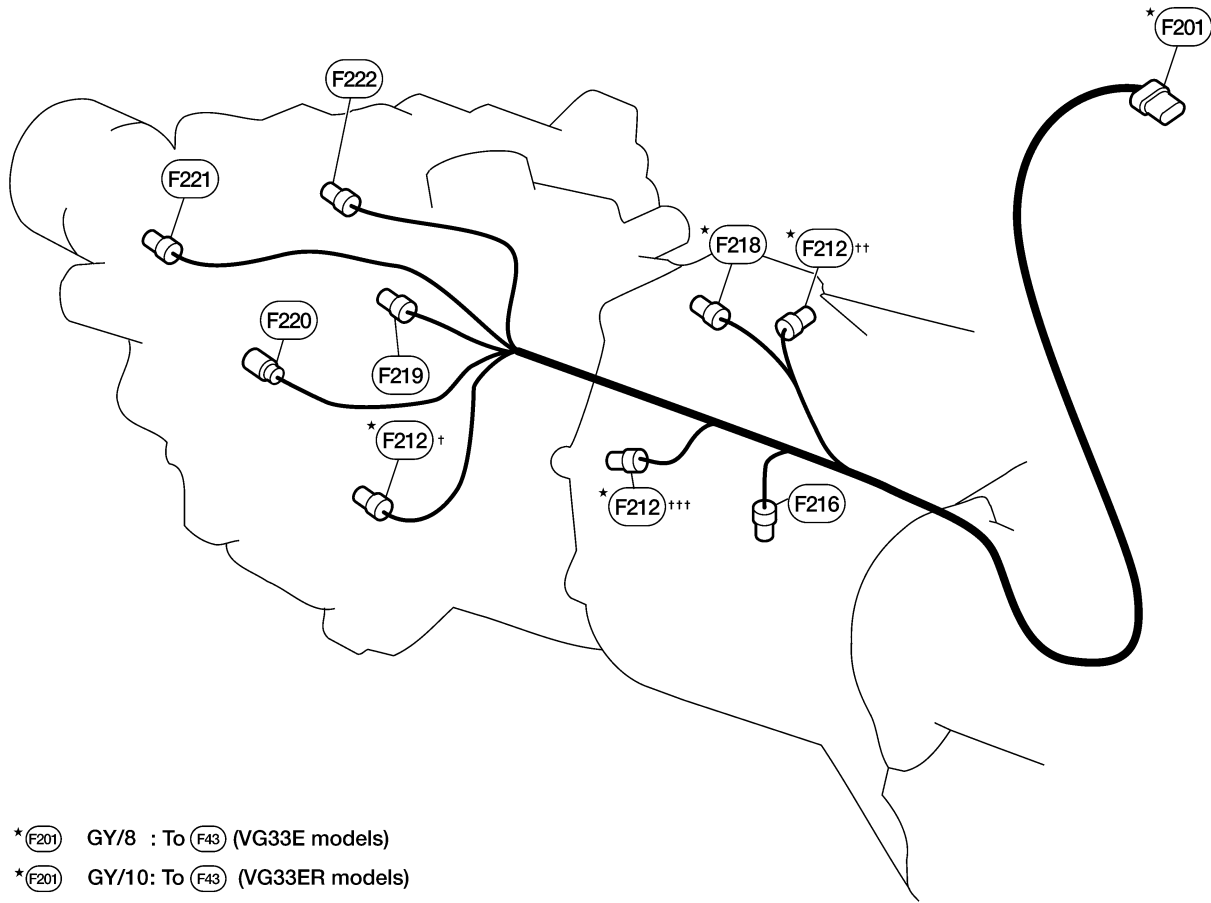 ★ F201
F222
F221
★ F218
★ F212 ††
F220
F219
★ F212 †
★ F212 †††
F216
★ F201 GY/8 : To F43 (VG33E models)
★ F201 GY/10: To F43 (VG33ER models)